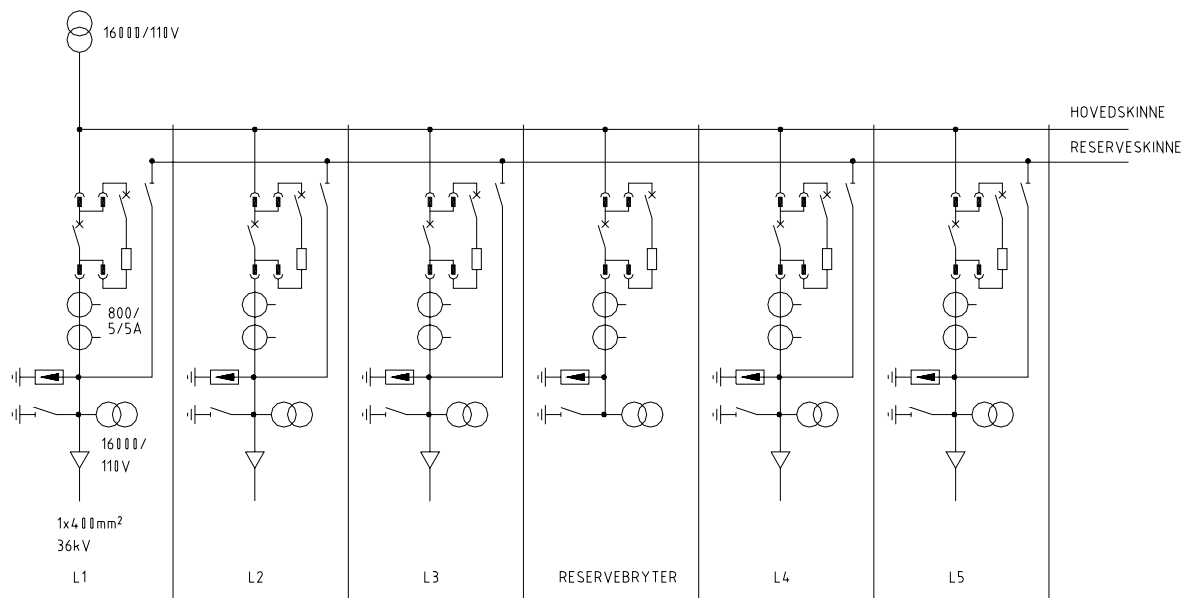 16000/110V
HOVEDSKINNE
RESERVESKINNE
800/
5/5A
16000/
110V
1x400mm²
36kV
L1
L2
L3
RESERVEBRYTER
L4
L5